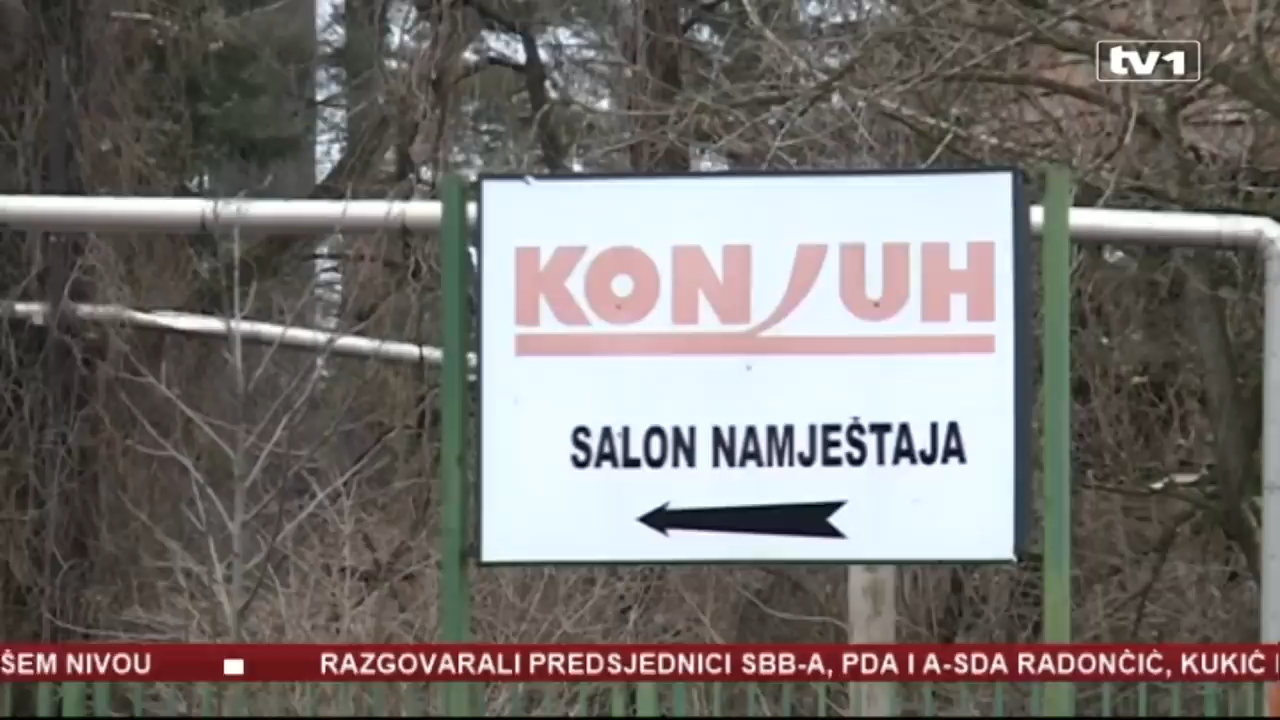 tv1
KONJUH
SALON NAMJEŠTAJA
ŠEM NIVOU ■ RAZGOVARALI PREDSJEDNICI SBB-A, PDA I A-SDA RADONČIĆ, KUKIĆ